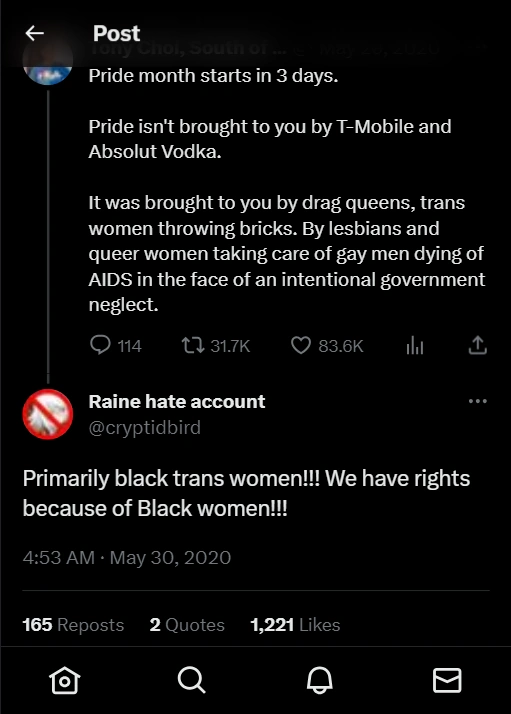 Post
Tony Choi, South of ...
Pride month starts in 3 days.
Pride isn't brought to you by T-Mobile and
Absolut Vodka.
It was brought to you by drag queens, trans
women throwing bricks. By lesbians and
queer women taking care of gay men dying of
AIDS in the face of an intentional government
neglect.
114 31.7K 83.6K
Raine hate account
@cryptidbird
Primarily black trans women!!! We have rights
because of Black women!!!
4:53 AM · May 30, 2020
165 Reposts 2 Quotes 1,221 Likes